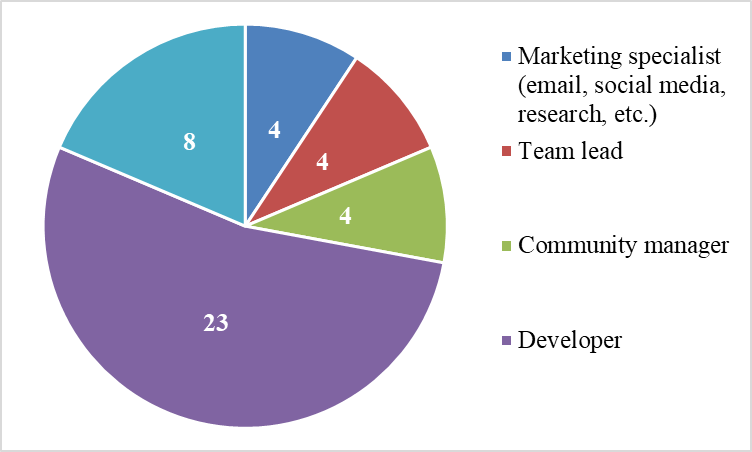 Marketing specialist
(email, social media,
research, etc.)
Team lead
Community manager
Developer
4
4
4
8
23